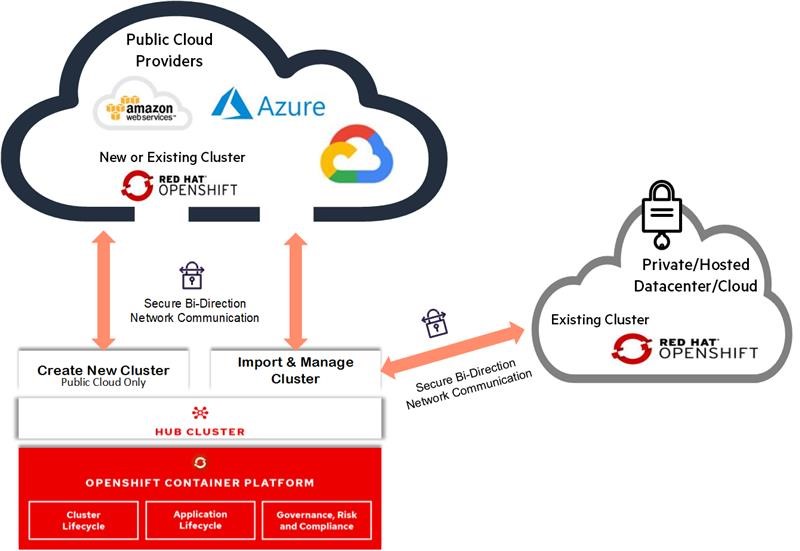 Public Cloud
Providers
amazon
webservices™
Azure
New or Existing Cluster
RED HAT®
OPENSHIFT
Secure Bi-Direction
Network Communication
Private/Hosted
Datacenter/Cloud
Existing Cluster
RED HAT®
OPENSHIFT
Secure Bi-Direction
Network Communication
Create New Cluster
Public Cloud Only
Import & Manage
Cluster
HUB CLUSTER
OPENSHIFT CONTAINER PLATFORM
Cluster
Lifecycle
Application
Lifecycle
Governance, Risk
and Compliance